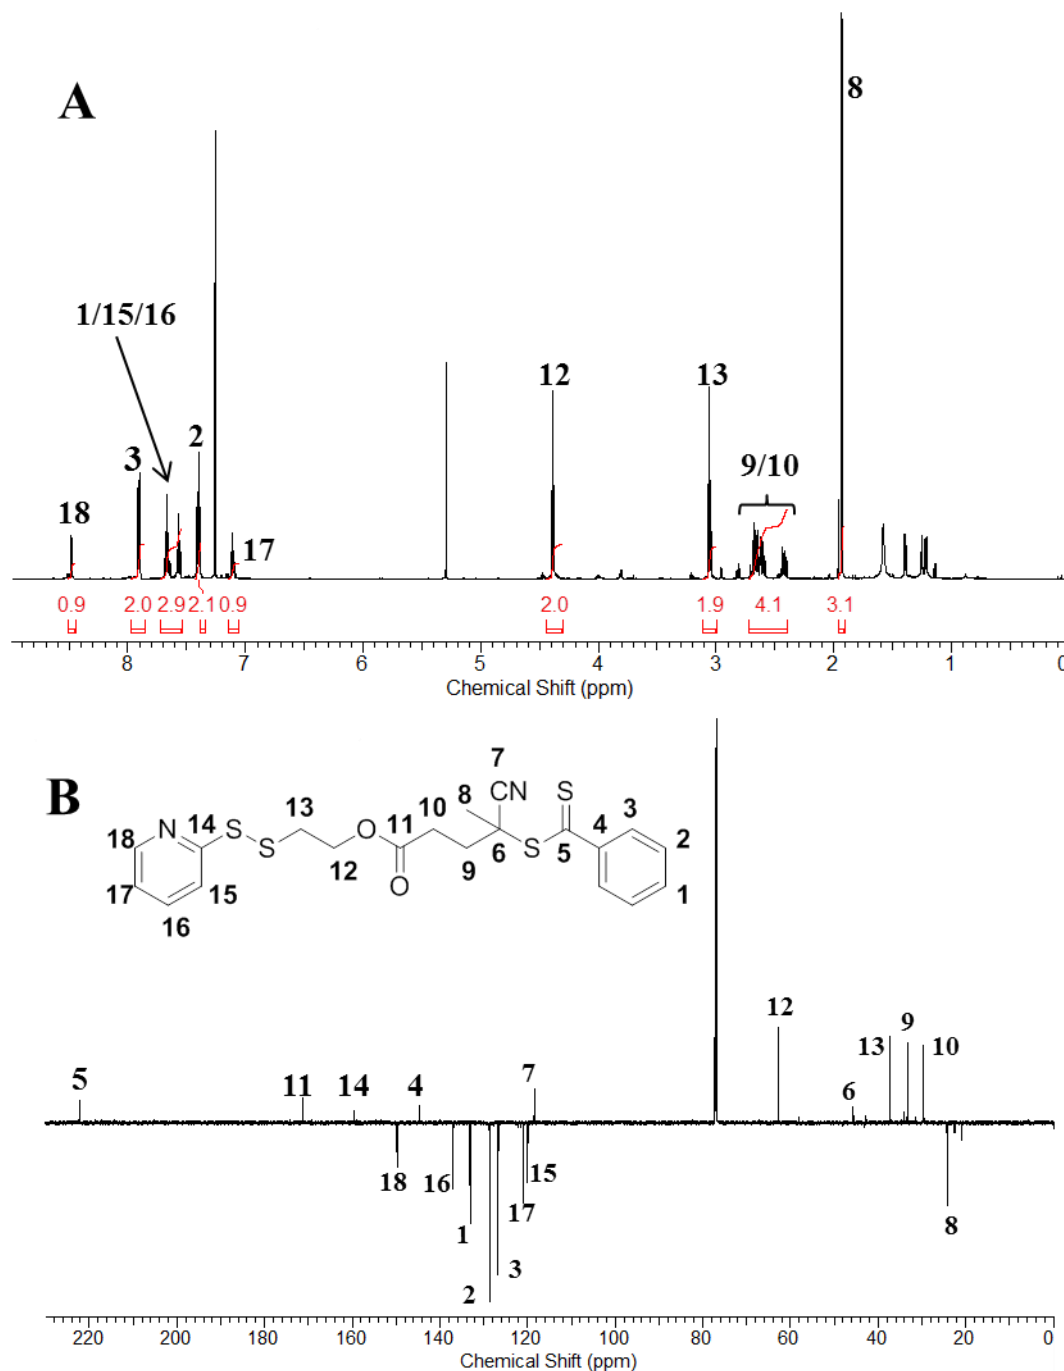 A
8
1/15/16
12
13
2
3
9/10
18
17
0.9 2.0 2.9 2.1 0.9 2.0 1.9 4.1 3.1
8 7 6 5 4 3 2 1 0
Chemical Shift (ppm)
B
7
8 CN S 3
13 10 4 2
N 14 S O 11
18 S 12 6 S 5
O 9 1
17 15
16
12
9
5 11 14 4 7 6 13 10
18 16 15
17
1 8
3
2
220 200 180 160 140 120 100 80 60 40 20 0
Chemical Shift (ppm)